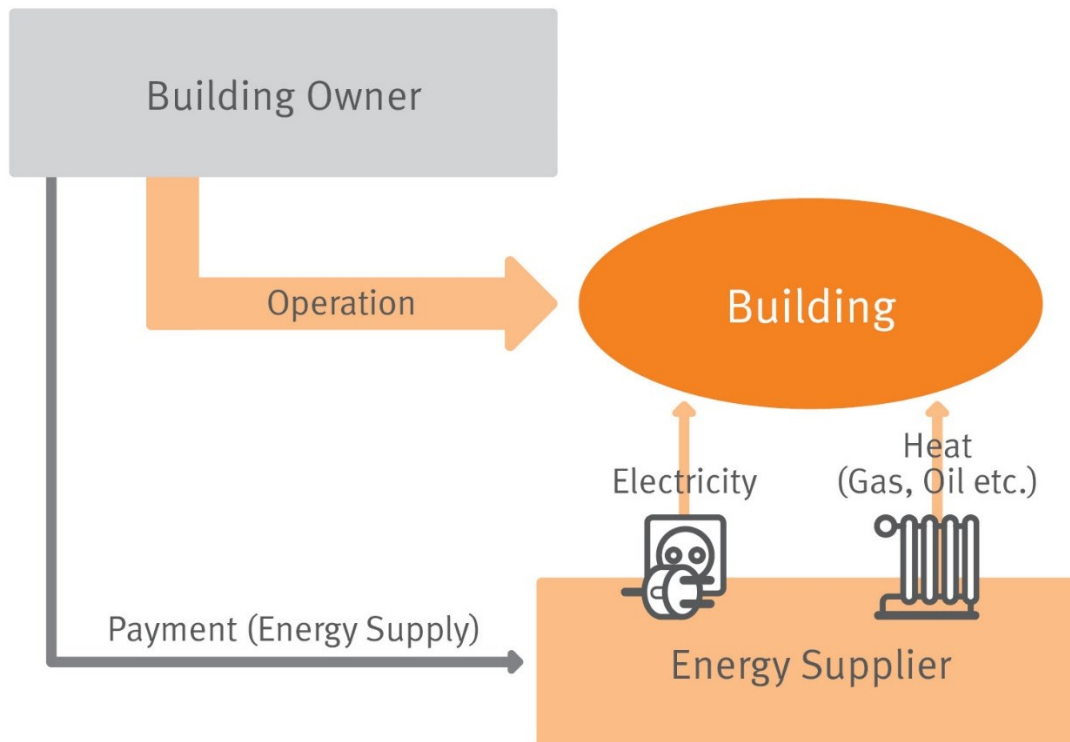 Building Owner
Operation
Building
Electricity
Heat
(Gas, Oil etc.)
Payment (Energy Supply)
Energy Supplier